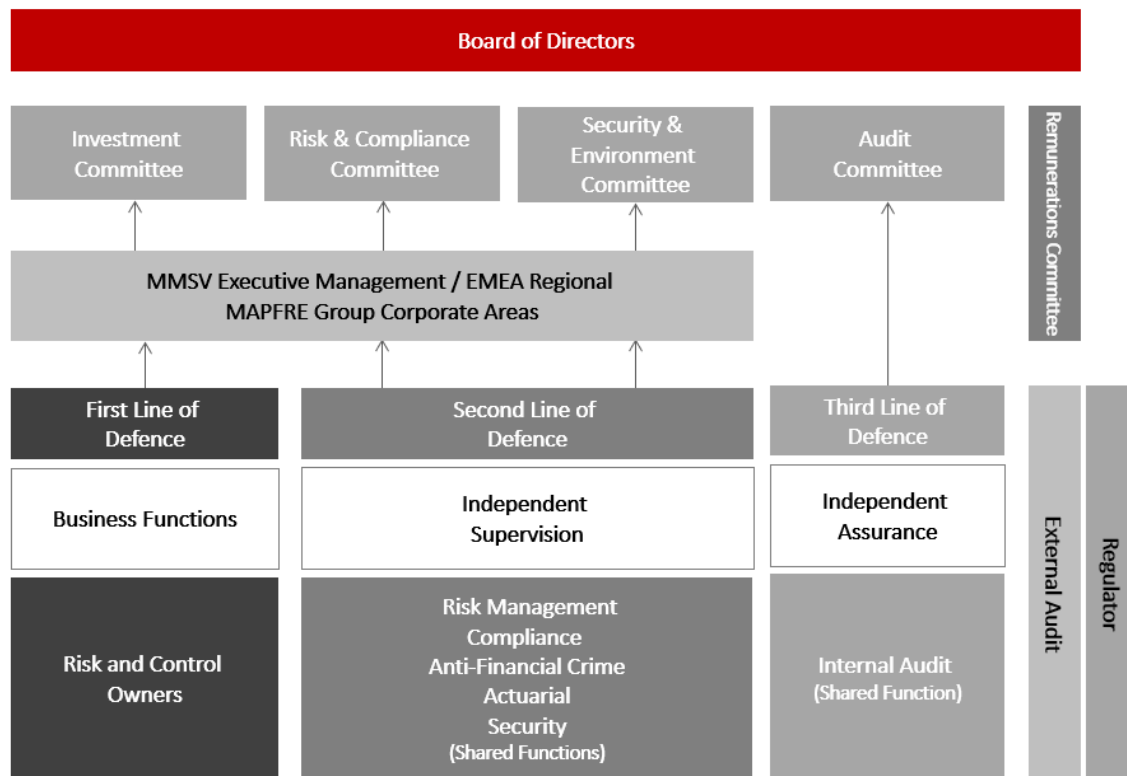 Board of Directors
Investment
Committee
Risk & Compliance
Committee
Security &
Environment
Committee
Audit
Committee
Remunerations Committee
MMSV Executive Management / EMEA Regional
MAPFRE Group Corporate Areas
First Line of
Defence
Second Line of
Defence
Third Line of
Defence
Business Functions
Independent
Supervision
Independent
Assurance
Risk and Control
Owners
Risk Management
Compliance
Anti-Financial Crime
Actuarial
Security
(Shared Functions)
Internal Audit
(Shared Function)
External Audit
Regulator